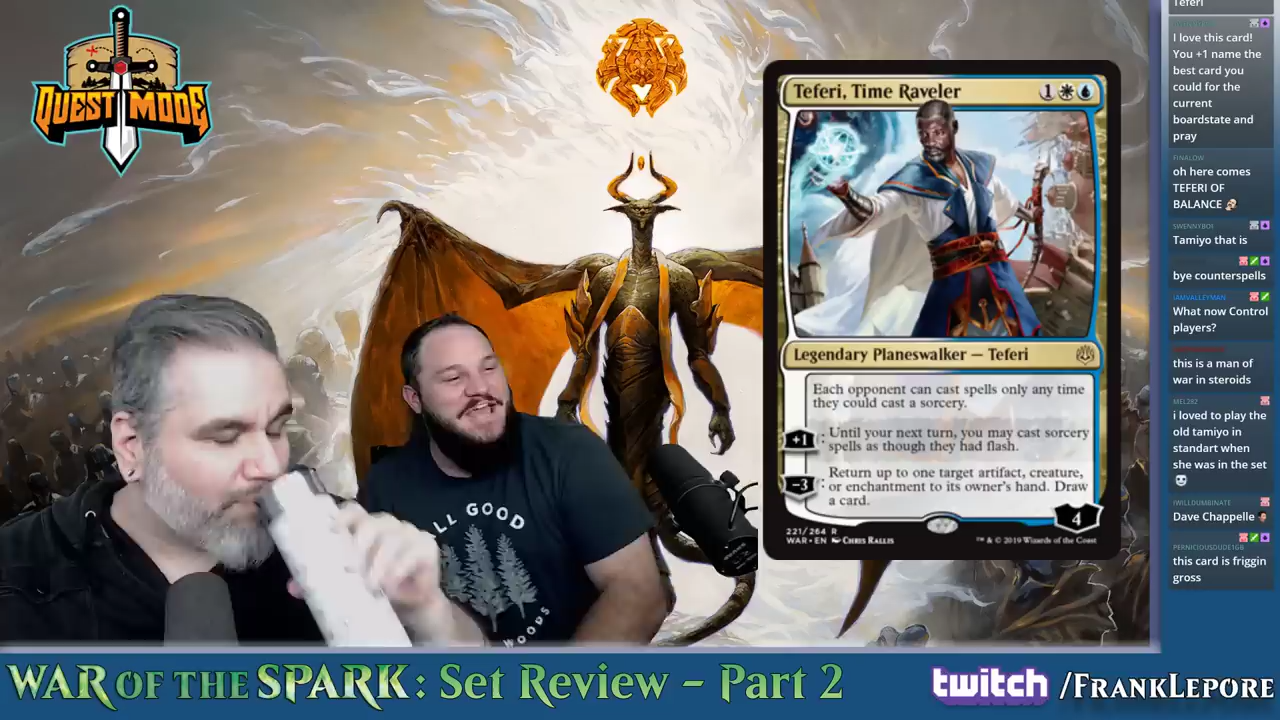 QUEST MODE
Teferi, Time Raveler 1
Legendary Planeswalker — Teferi
Each opponent can cast spells only any time
they could cast a sorcery.
+1 : Until your next turn, you may cast sorcery
spells as though they had flash.
-3 : Return up to one target artifact, creature,
or enchantment to its owner's hand. Draw
a card.
4
221/264 R
WAR • EN CHRIS RALLIS
™ & © 2019 Wizards of the Coast
LL GOOD
WOODS
Teferi
I love this card!
You +1 name the
best card you
could for the
current
boardstate and
pray
FINALOW
oh here comes
TEFERI OF
BALANCE
SWENNYBOI
Tamiyo that is
bye counterspells
IAMVALLEYMAN
What now Control
players?
this is a man of
war in steroids
MEL282
i loved to play the
old tamiyo in
standart when
she was in the set
IWILLDUMBINATE
Dave Chappelle
PERNICIOUSDUDE1GB
this card is friggin
gross
WAR OF THE SPARK: Set Review - Part 2
twitch /FRANKLEPORE